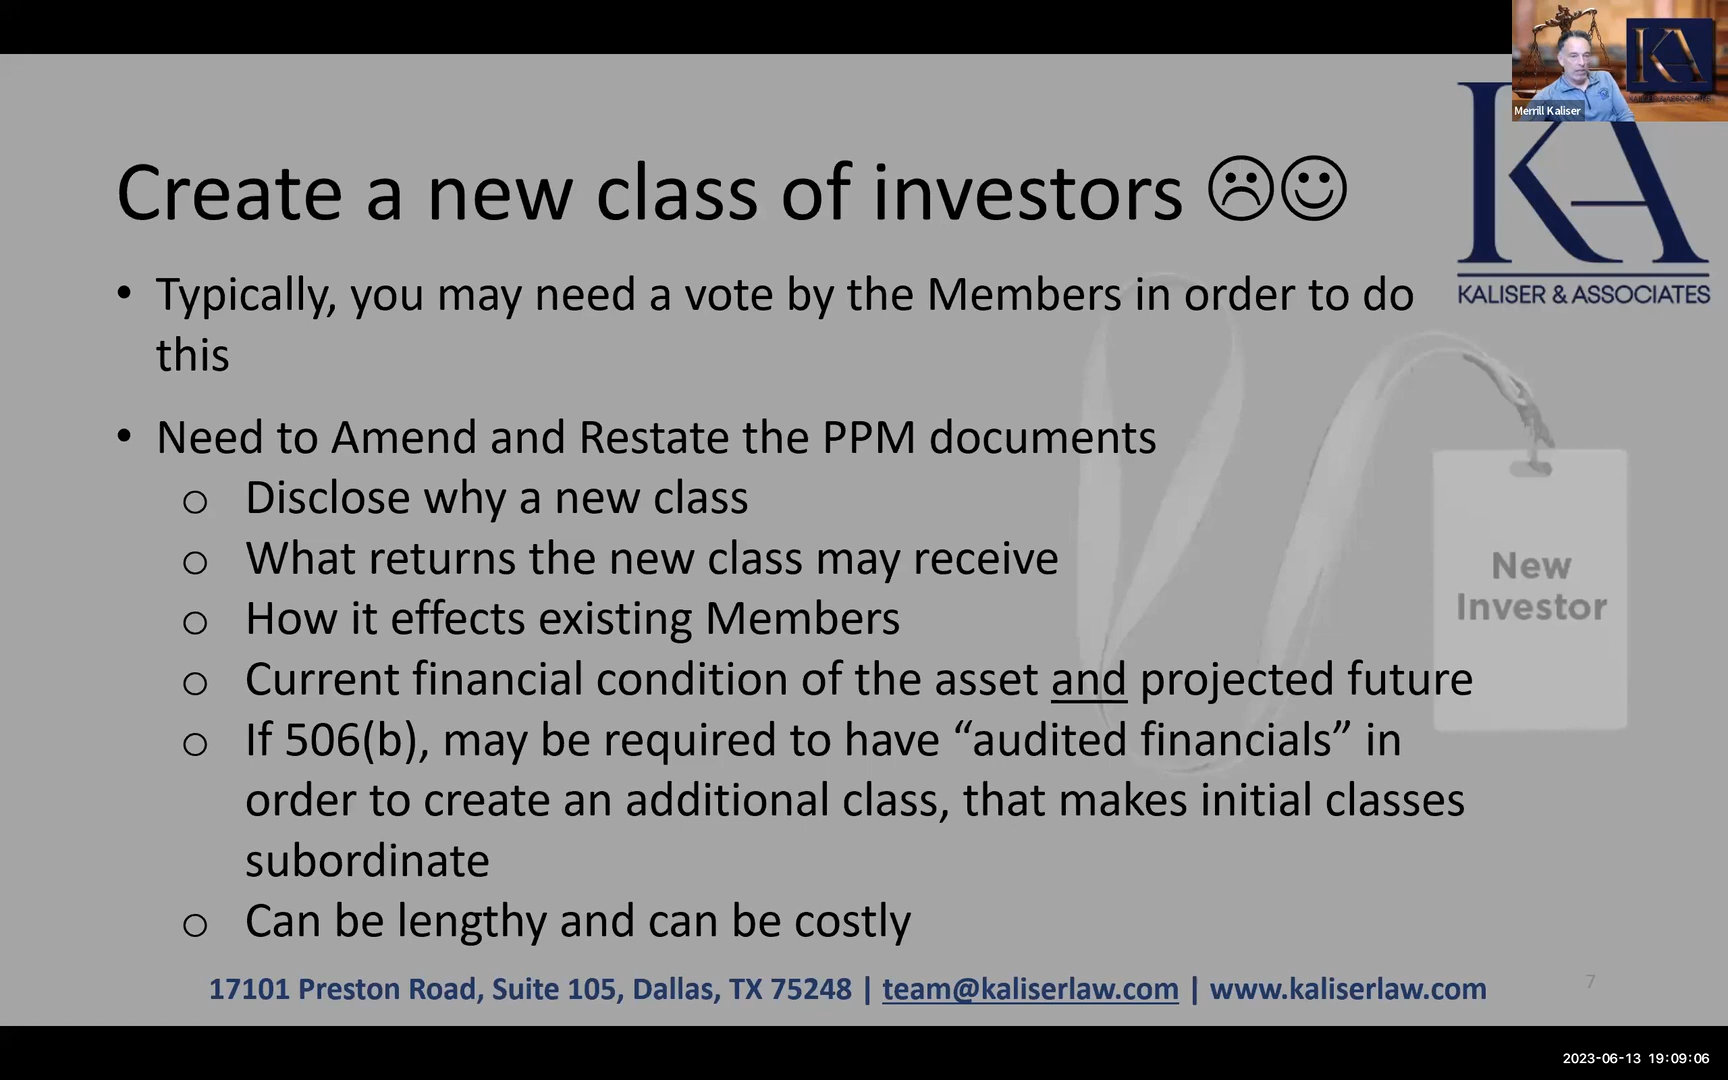 Merrill Kaliser
KA
KALISER & ASSOCIATES
Create a new class of investors ☹☺
KA
KALISER & ASSOCIATES
• Typically, you may need a vote by the Members in order to do
this
• Need to Amend and Restate the PPM documents
o Disclose why a new class
o What returns the new class may receive
o How it effects existing Members
o Current financial condition of the asset and projected future
o If 506(b), may be required to have “audited financials” in
order to create an additional class, that makes initial classes
subordinate
o Can be lengthy and can be costly
New
Investor
17101 Preston Road, Suite 105, Dallas, TX 75248 | team@kaliserlaw.com | www.kaliserlaw.com
7
2023-06-13 19:09:06